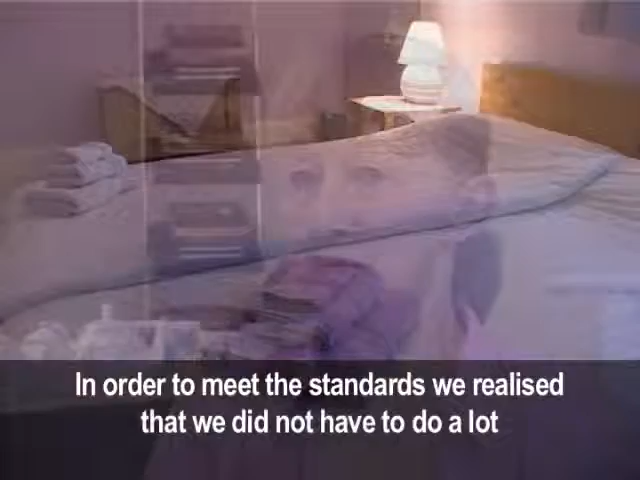 In order to meet the standards we realised
that we did not have to do a lot